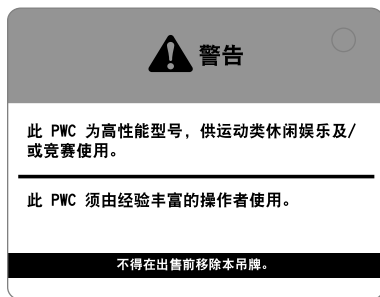 警告
此 PWC 为高性能型号，供运动类休闲娱乐及/
或竞赛使用。
此 PWC 须由经验丰富的操作者使用。
不得在出售前移除本吊牌。